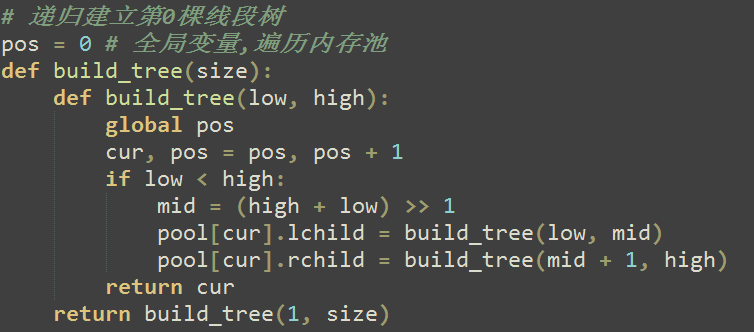 # 递归建立第0棵线段树
pos = 0 # 全局变量,遍历内存池
def build_tree(size):
    def build_tree(low, high):
        global pos
        cur, pos = pos, pos + 1
        if low < high:
            mid = (high + low) >> 1
            pool[cur].lchild = build_tree(low, mid)
            pool[cur].rchild = build_tree(mid + 1, high)
        return cur
    return build_tree(1, size)